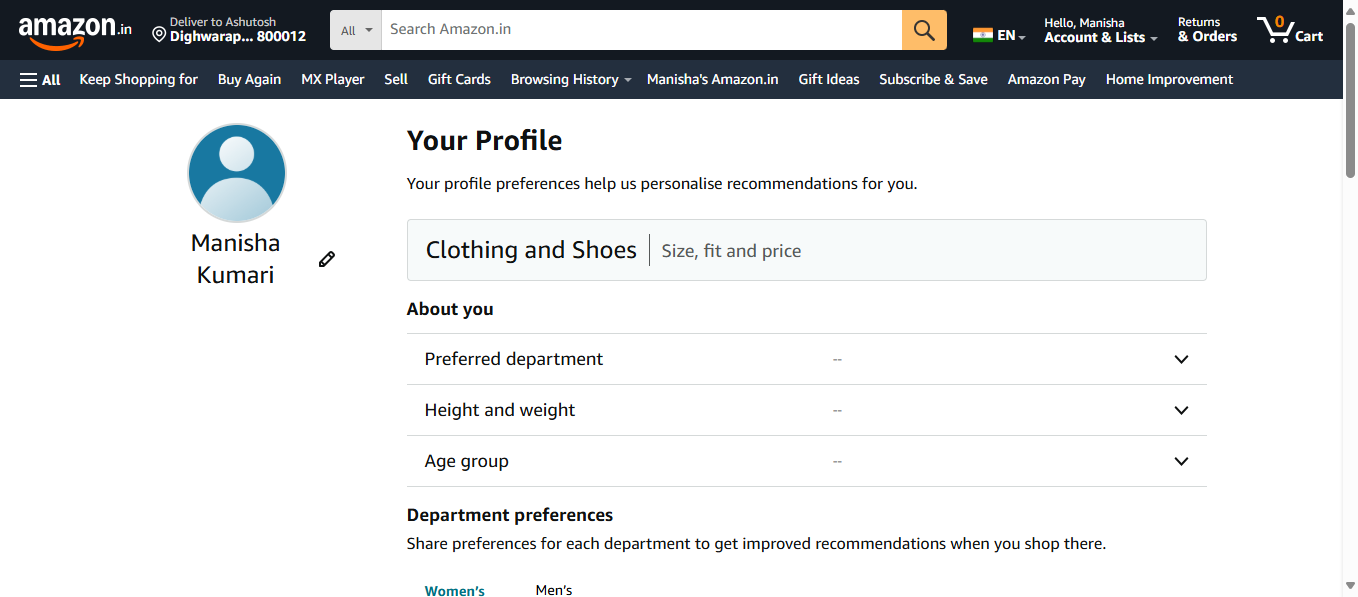 amazon.in
Deliver to Ashutosh
Dighwarap... 800012
All
Search Amazon.in
EN
Hello, Manisha
Account & Lists
Returns
& Orders
0
Cart
All Keep Shopping for Buy Again MX Player Sell Gift Cards Browsing History Manisha's Amazon.in Gift Ideas Subscribe & Save Amazon Pay Home Improvement
Manisha
Kumari
Your Profile
Your profile preferences help us personalise recommendations for you.
Clothing and Shoes Size, fit and price
About you
Preferred department --
Height and weight --
Age group --
Department preferences
Share preferences for each department to get improved recommendations when you shop there.
Women's Men's